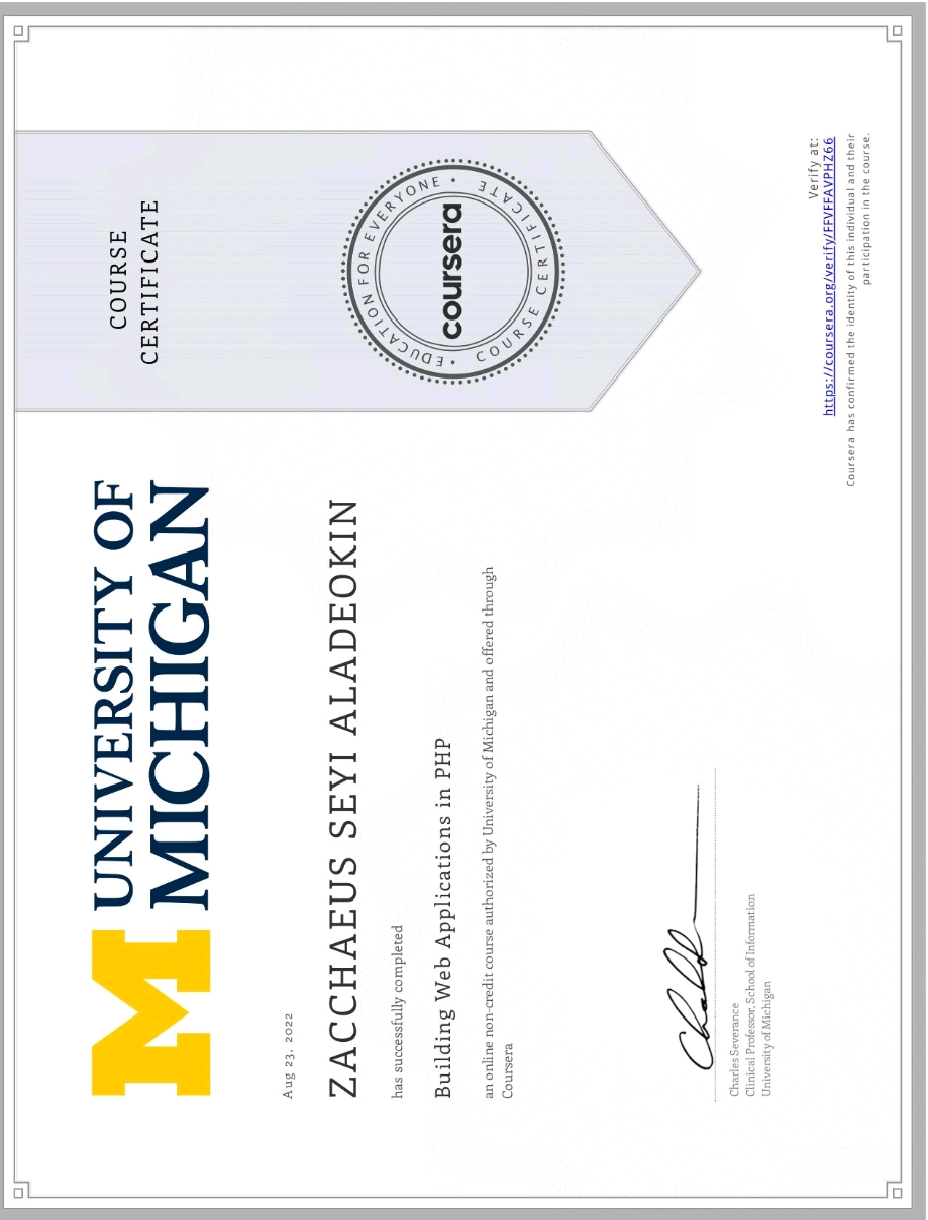 UNIVERSITY OF
MICHIGAN
COURSE
CERTIFICATE
Aug 23, 2022
ZACCHAEUS SEYI ALADEOKIN
has successfully completed
Building Web Applications in PHP
an online non-credit course authorized by University of Michigan and offered through
Coursera
EDUCATION FOR EVERYONE
coursera
COURSE CERTIFICATE
Charles Severance
Clinical Professor, School of Information
University of Michigan
Verify at:
https://coursera.org/verify/FFVFFAVPHZ66
Coursera has confirmed the identity of this individual and their
participation in the course.